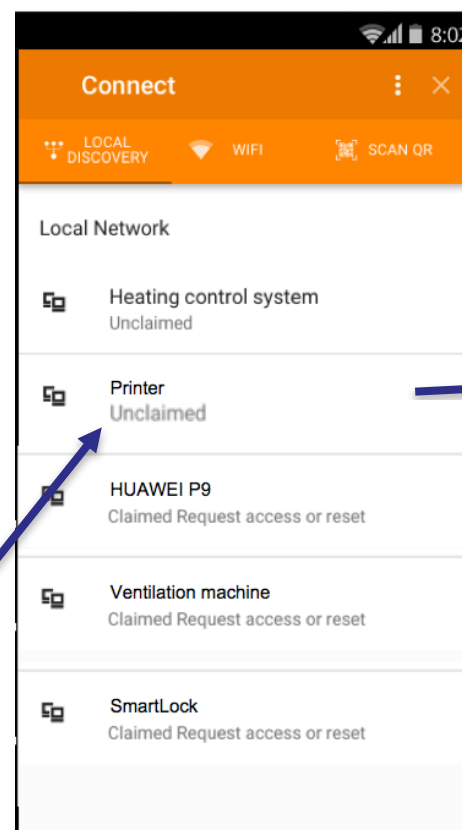 8:02
Connect
LOCAL
DISCOVERY
WIFI
SCAN QR
Local Network
Heating control system
Unclaimed
Printer
Unclaimed
HUAWEI P9
Claimed Request access or reset
Ventilation machine
Claimed Request access or reset
SmartLock
Claimed Request access or reset